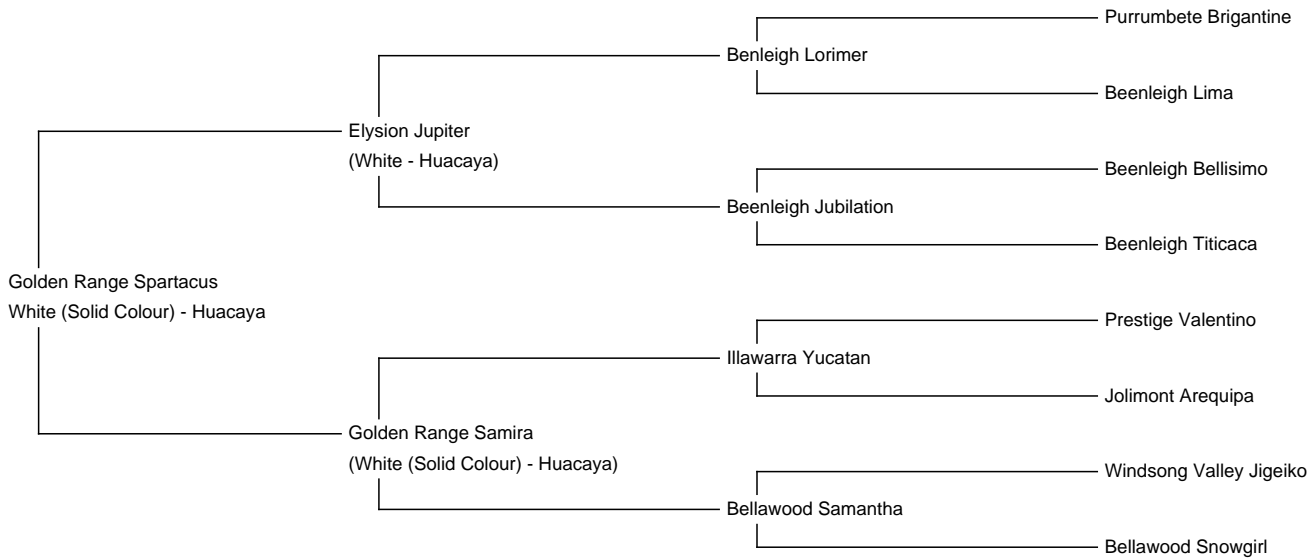 Purrumbete Brigantine
Benleigh Lorimer
Beenleigh Lima
Elysion Jupiter
(White - Huacaya)
Beenleigh Bellisimo
Beenleigh Jubilation
Beenleigh Titicaca
Golden Range Spartacus
White (Solid Colour) - Huacaya
Prestige Valentino
Illawarra Yucatan
Jolimont Arequipa
Golden Range Samira
(White (Solid Colour) - Huacaya)
Windsong Valley Jigeiko
Bellawood Samantha
Bellawood Snowgirl